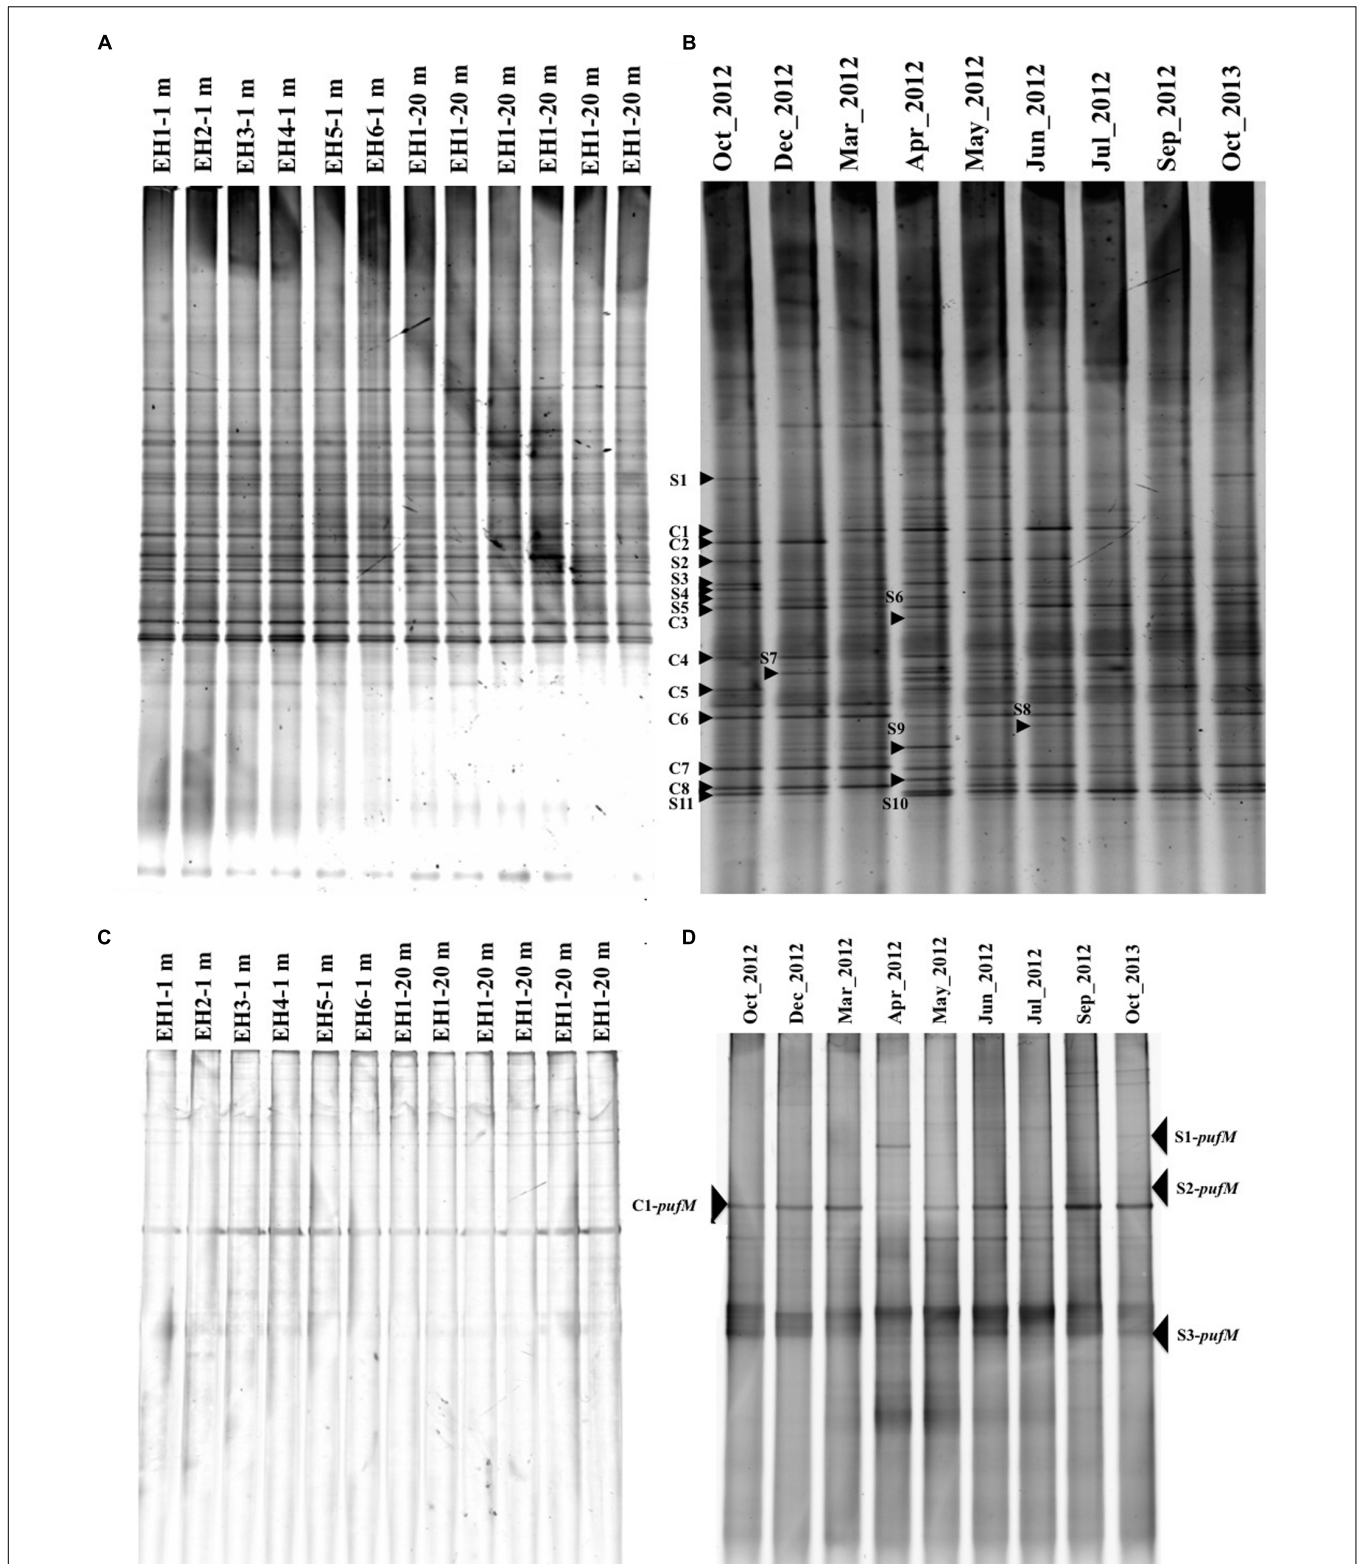 A
EH1-1 m
EH2-1 m
EH3-1 m
EH4-1 m
EH5-1 m
EH6-1 m
EH1-20 m
EH1-20 m
EH1-20 m
EH1-20 m
EH1-20 m
EH1-20 m
B
Oct_2012
Dec_2012
Mar_2012
Apr_2012
May_2012
Jun_2012
Jul_2012
Sep_2012
Oct_2013
S1
C1
C2
S2
S3
S4
S5
C3
C4
C5
C6
C7
C8
S11
S6
S7
S8
S9
S10
C
EH1-1 m
EH2-1 m
EH3-1 m
EH4-1 m
EH5-1 m
EH6-1 m
EH1-20 m
EH1-20 m
EH1-20 m
EH1-20 m
EH1-20 m
EH1-20 m
D
Oct_2012
Dec_2012
Mar_2012
Apr_2012
May_2012
Jun_2012
Jul_2012
Sep_2012
Oct_2013
C1-pufM
S1-pufM
S2-pufM
S3-pufM